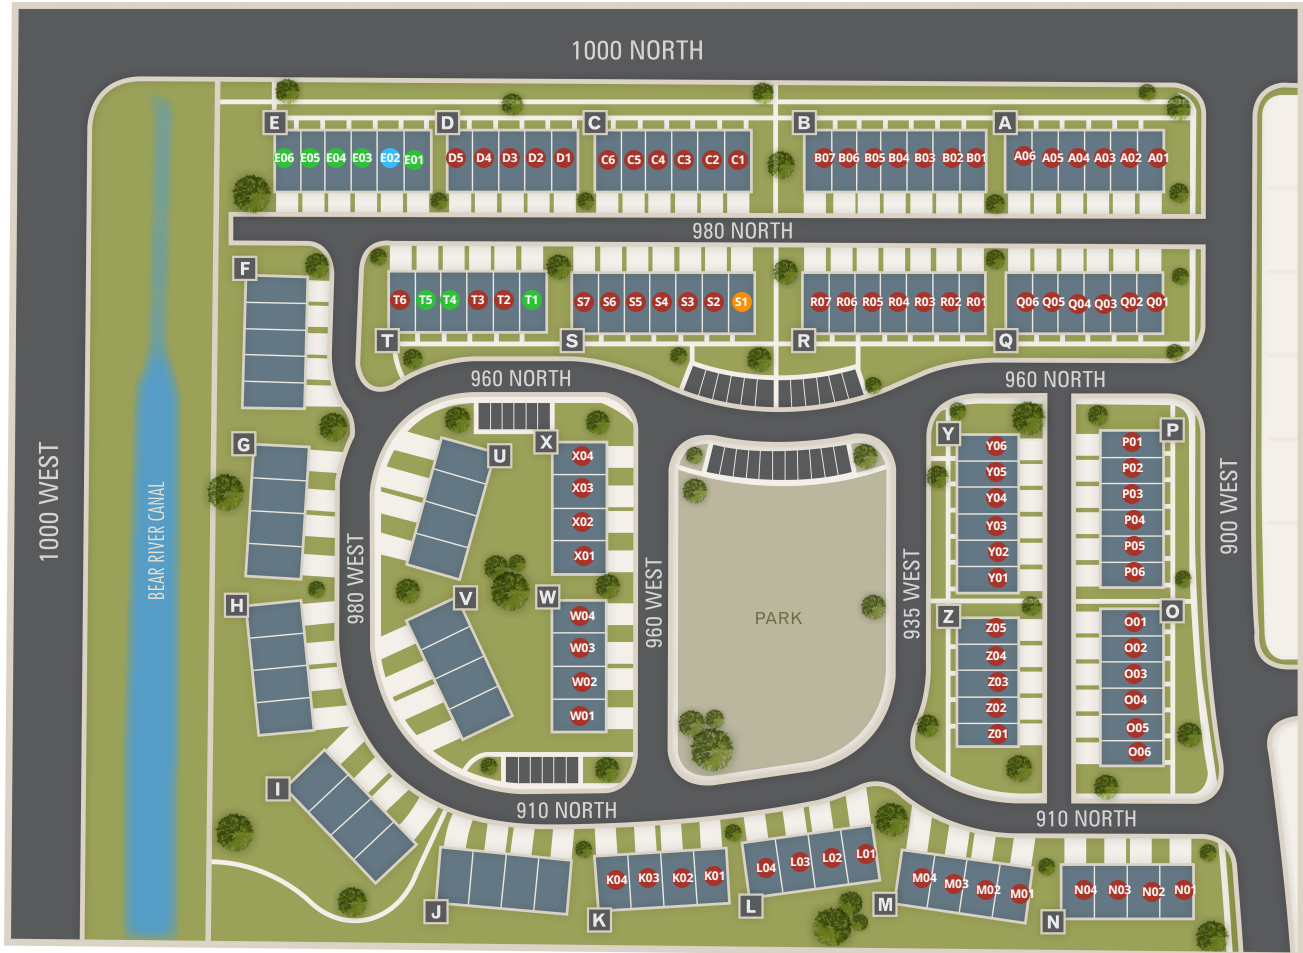 1000 NORTH
E
D
C
B
A
E06 E05 E04 E03 E02 E01
D5 D4 D3 D2 D1
C6 C5 C4 C3 C2 C1
B07 B06 B05 B04 B03 B02 B01
A06 A05 A04 A03 A02 A01
980 NORTH
F
T6 T5 T4 T3 T2 T1
S7 S6 S5 S4 S3 S2 S1
R07 R06 R05 R04 R03 R02 R01
Q06 Q05 Q04 Q03 Q02 Q01
T
S
R
Q
960 NORTH
960 NORTH
G
U
X
X04
X03
X02
X01
Y
Y06
Y05
Y04
Y03
Y02
Y01
P
P01
P02
P03
P04
P05
P06
1000 WEST
BEAR RIVER CANAL
980 WEST
960 WEST
935 WEST
900 WEST
H
V
W
W04
W03
W02
W01
PARK
Z
Z05
Z04
Z03
Z02
Z01
O
O01
O02
O03
O04
O05
O06
I
910 NORTH
910 NORTH
J
K04 K03 K02 K01
K
L04 L03 L02 L01
L
M04 M03 M02 M01
M
N04 N03 N02 N01
N